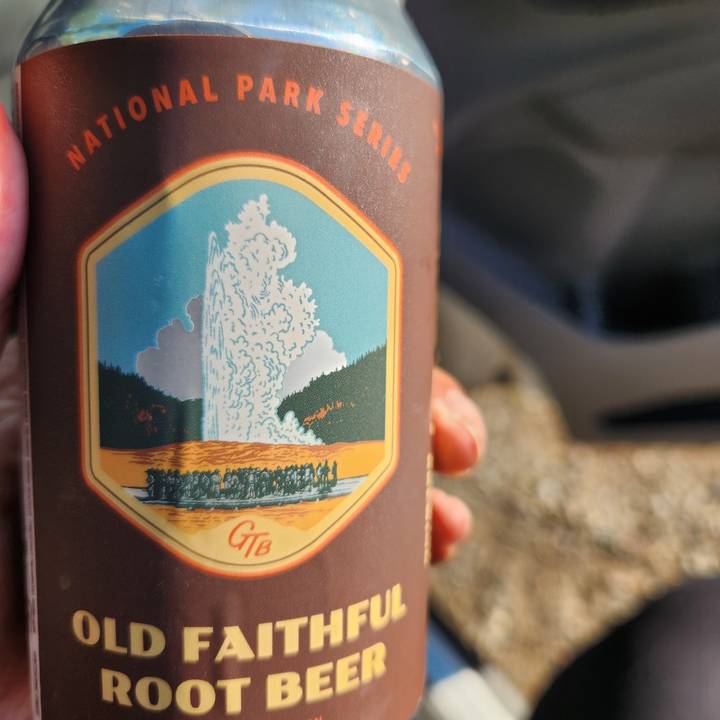 NATIONAL PARK SERIES
GTB
OLD FAITHFUL
ROOT BEER